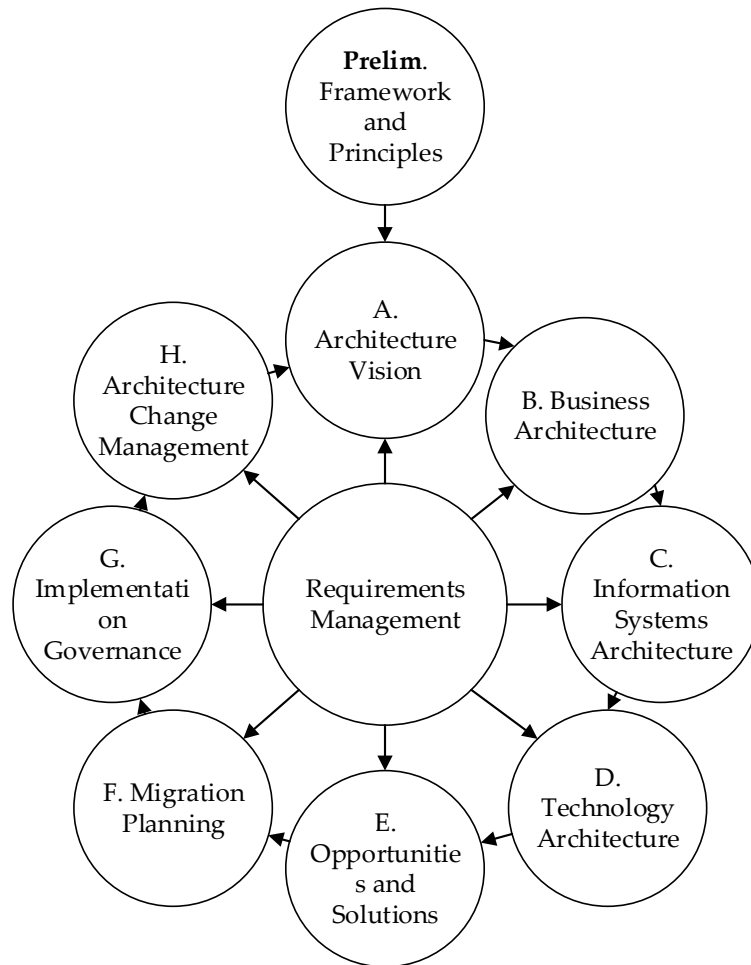 Prelim.
Framework
and
Principles
A.
Architecture
Vision
H.
Architecture
Change
Management
B. Business
Architecture
G.
Implementati
on
Governance
Requirements
Management
C.
Information
Systems
Architecture
F. Migration
Planning
E.
Opportunitie
s and
Solutions
D.
Technology
Architecture